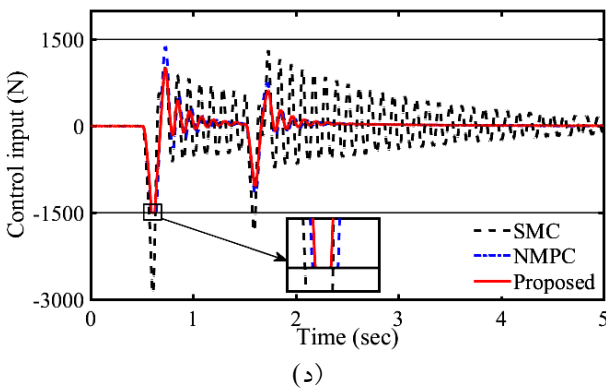 Control input (N)
1500
0
-1500
-3000
SMC
NMPC
Proposed
0 1 2 3 4 5
Time (sec)
(د)